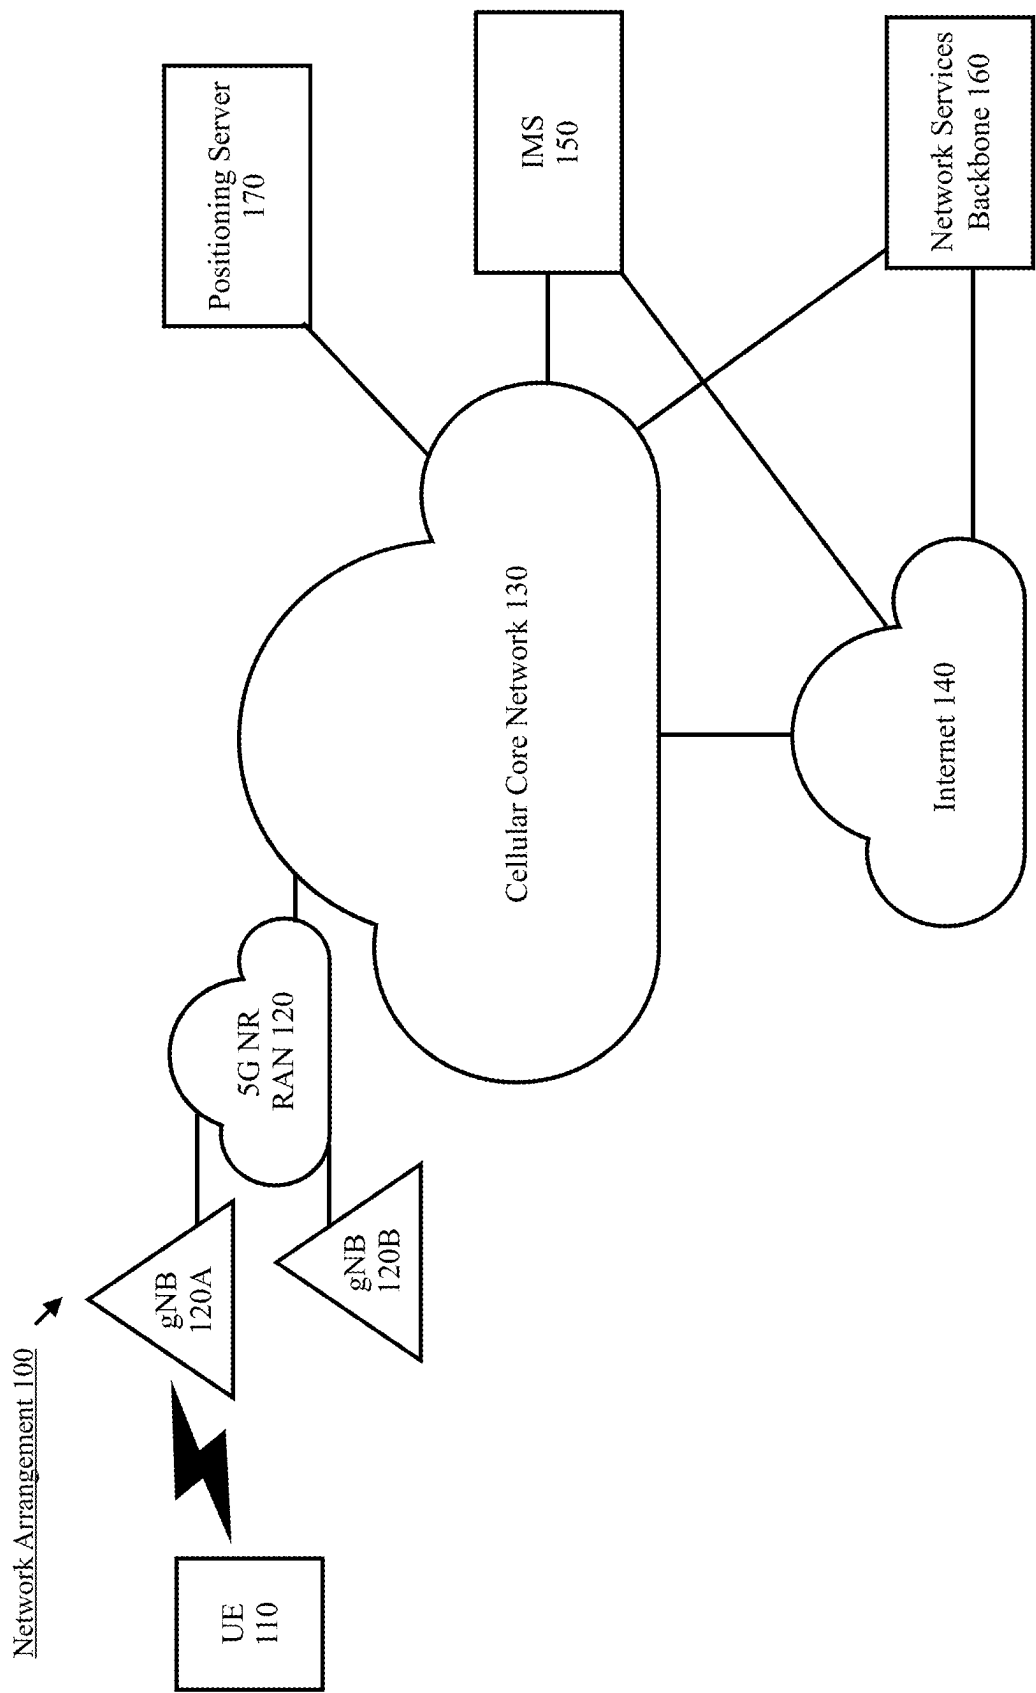 Network Arrangement 100
UE
110
gNB
120A
gNB
120B
5G NR
RAN 120
Cellular Core Network 130
Internet 140
Positioning Server
170
IMS
150
Network Services
Backbone 160